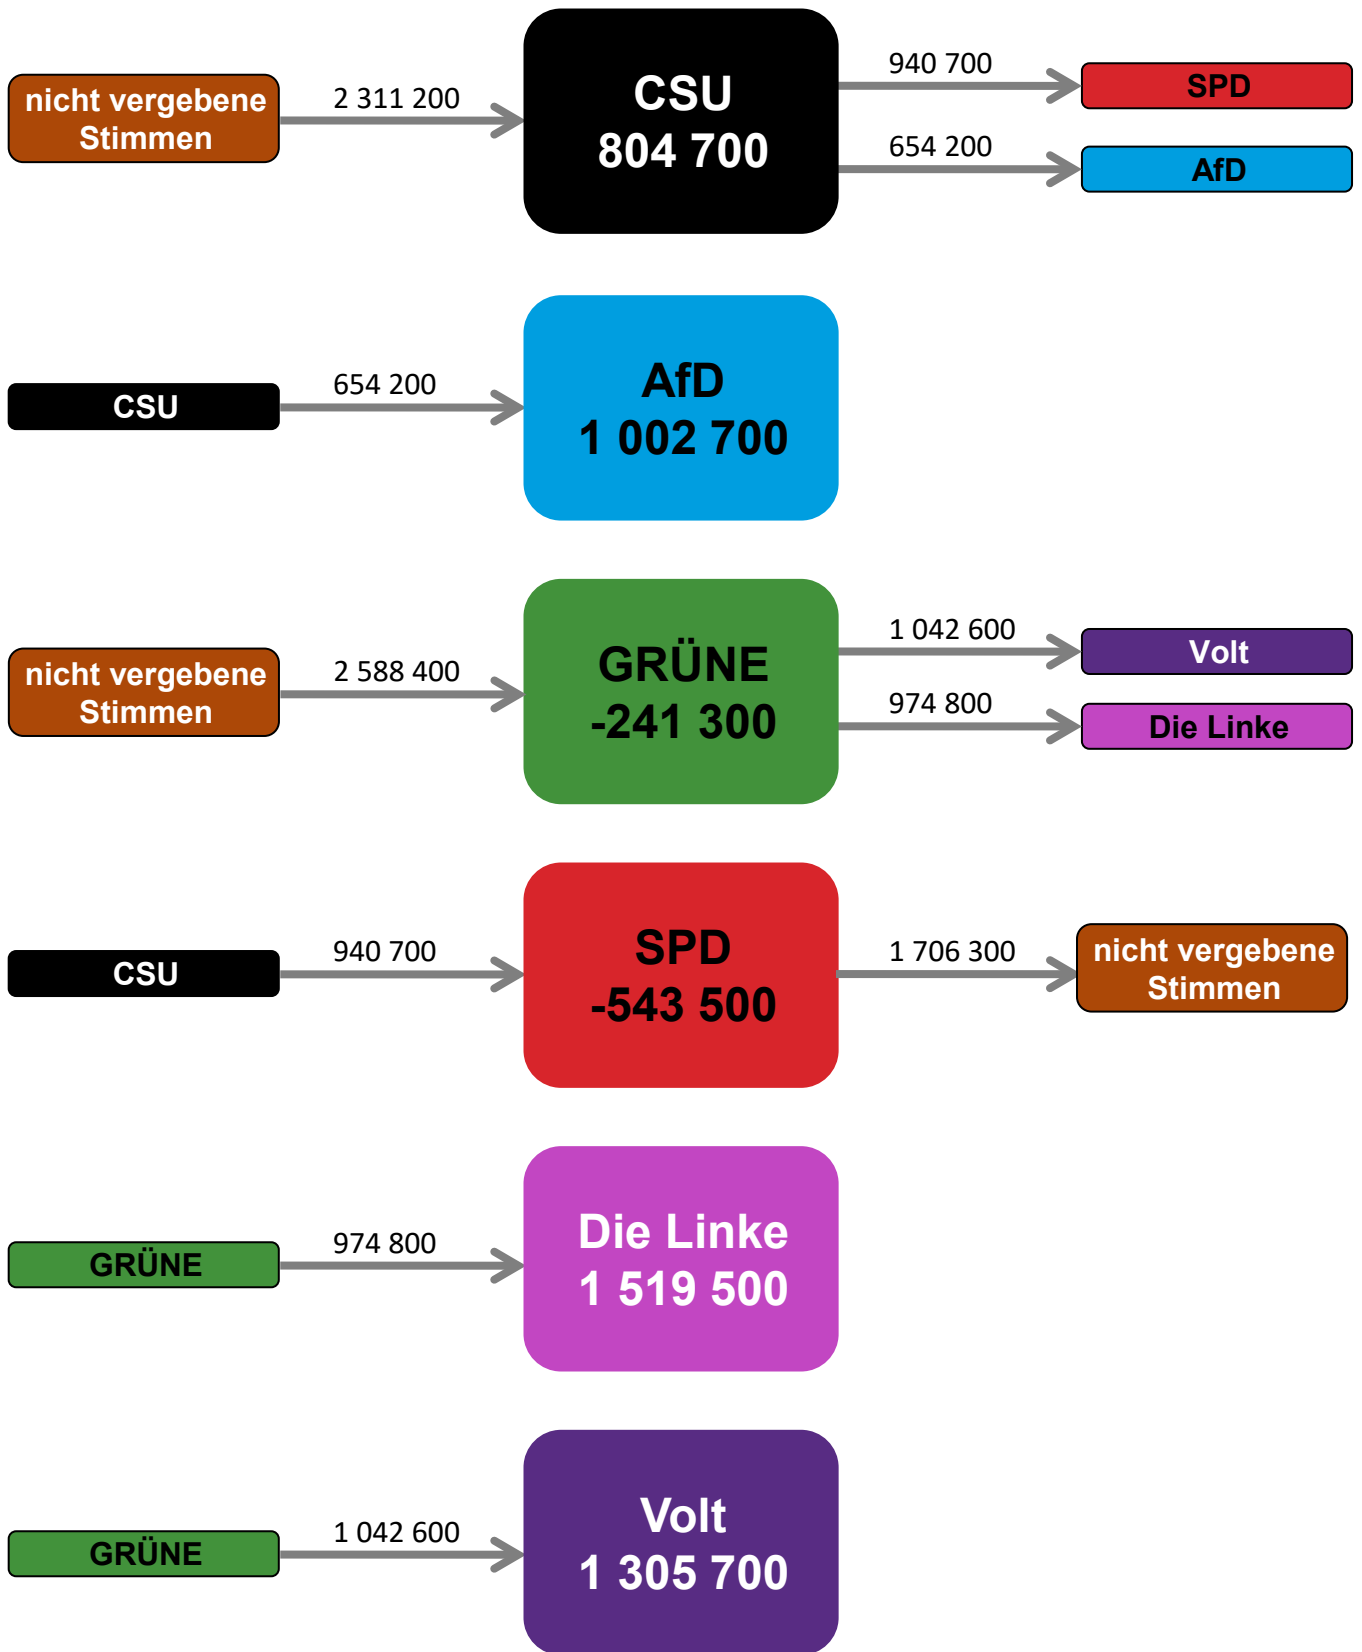 nicht vergebene
Stimmen
2 311 200
CSU
804 700
940 700
SPD
654 200
AfD
CSU
654 200
AfD
1 002 700
nicht vergebene
Stimmen
2 588 400
GRÜNE
-241 300
1 042 600
Volt
974 800
Die Linke
CSU
940 700
SPD
-543 500
1 706 300
nicht vergebene
Stimmen
GRÜNE
974 800
Die Linke
1 519 500
GRÜNE
1 042 600
Volt
1 305 700